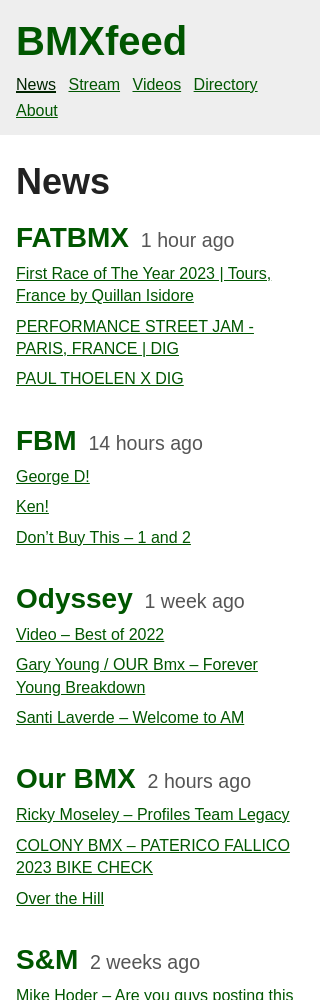 BMXfeed
News Stream Videos Directory
About
News
FATBMX 1 hour ago
First Race of The Year 2023 | Tours,
France by Quillan Isidore
PERFORMANCE STREET JAM -
PARIS, FRANCE | DIG
PAUL THOELEN X DIG
FBM 14 hours ago
George D!
Ken!
Don’t Buy This – 1 and 2
Odyssey 1 week ago
Video – Best of 2022
Gary Young / OUR Bmx – Forever
Young Breakdown
Santi Laverde – Welcome to AM
Our BMX 2 hours ago
Ricky Moseley – Profiles Team Legacy
COLONY BMX – PATERICO FALLICO
2023 BIKE CHECK
Over the Hill
S&M 2 weeks ago
Mike Hoder – Are you guys posting this